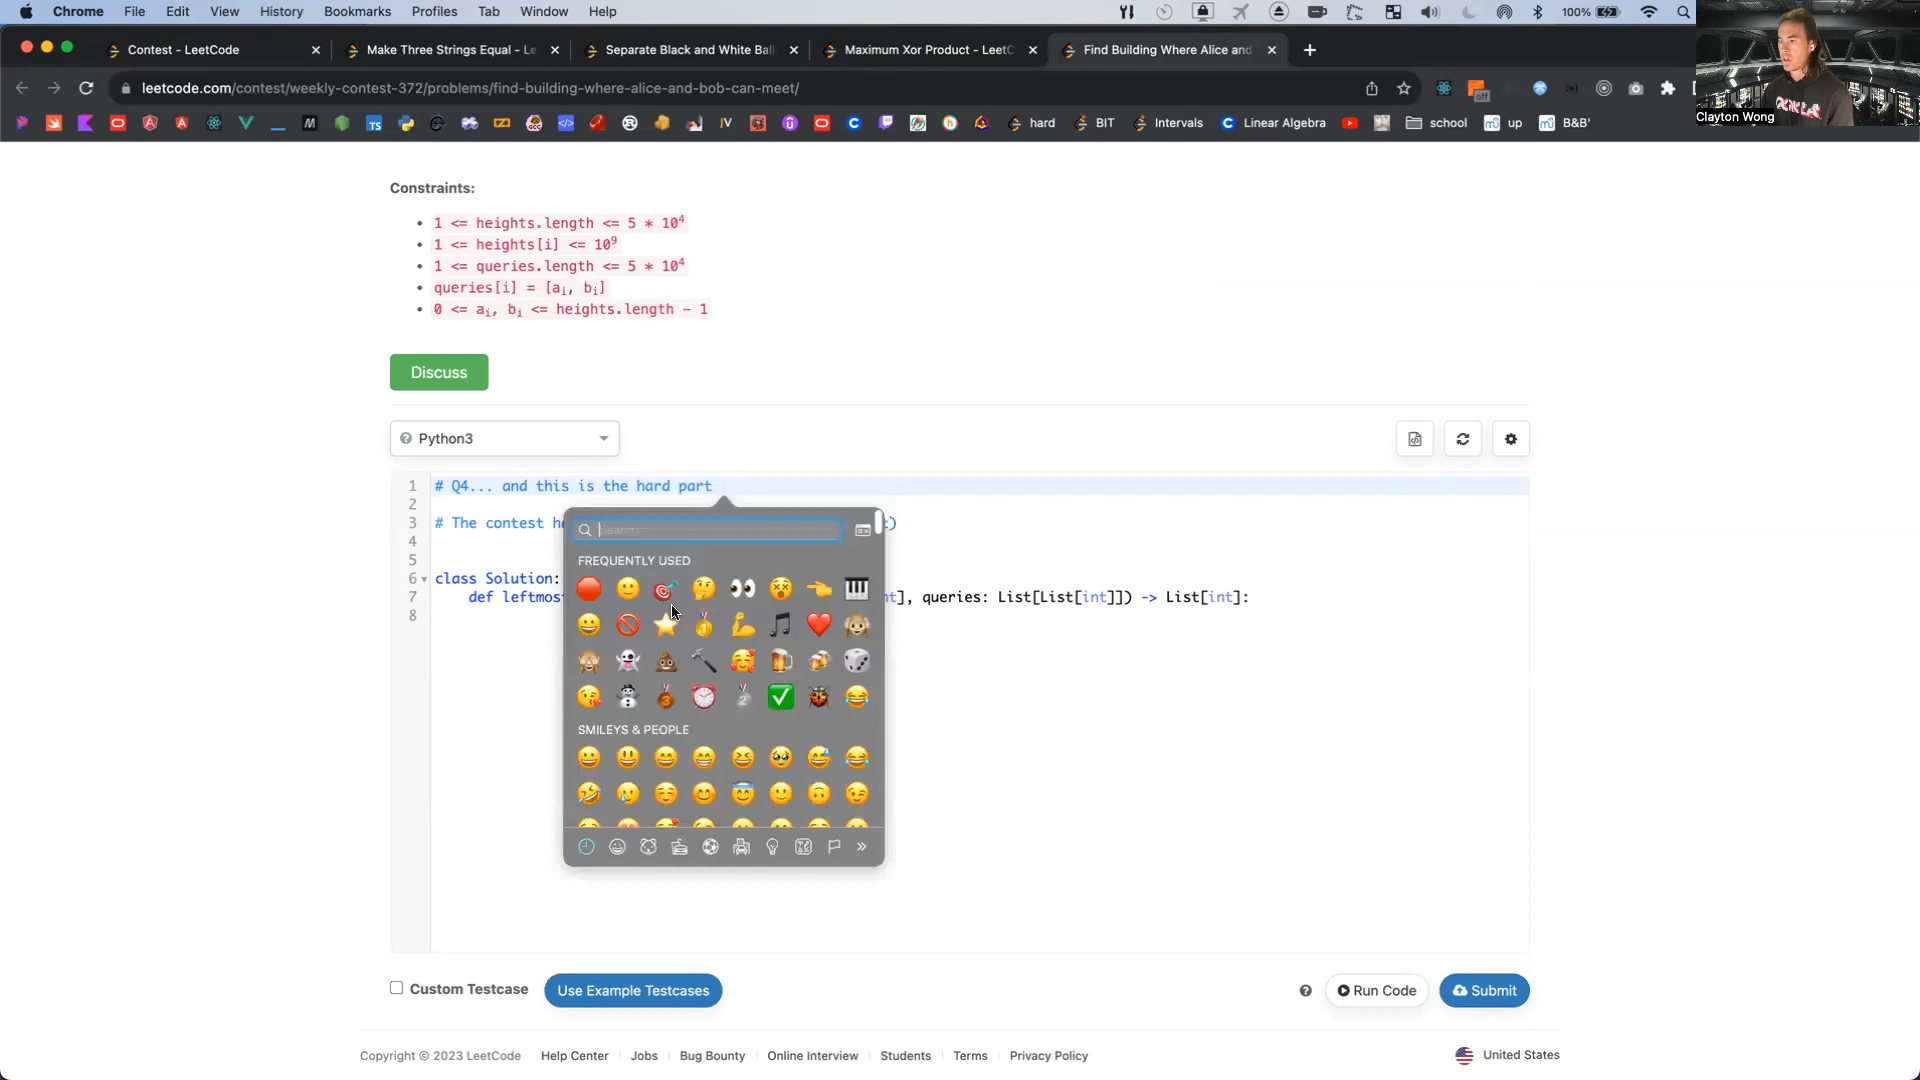 Chrome File Edit View History Bookmarks Profiles Tab Window Help 100%
Contest - LeetCode
Make Three Strings Equal - Le
Separate Black and White Ball
Maximum Xor Product - LeetC
Find Building Where Alice and
leetcode.com/contest/weekly-contest-372/problems/find-building-where-alice-and-bob-can-meet/
Clayton Wong
hard BIT Intervals Linear Algebra school up B&B'
Constraints:
1 <= heights.length <= 5 * 10⁴
1 <= heights[i] <= 10⁹
1 <= queries.length <= 5 * 10⁴
queries[i] = [aᵢ, bᵢ]
0 <= aᵢ, bᵢ <= heights.length - 1
Discuss
Python3
1 # Q4... and this is the hard part
2
3 # The contest h
4
5
6 class Solution:
7 def leftmos t], queries: List[List[int]]) -> List[int]:
8
FREQUENTLY USED
SMILEYS & PEOPLE
Custom Testcase
Use Example Testcases
Run Code
Submit
Copyright © 2023 LeetCode Help Center Jobs Bug Bounty Online Interview Students Terms Privacy Policy United States